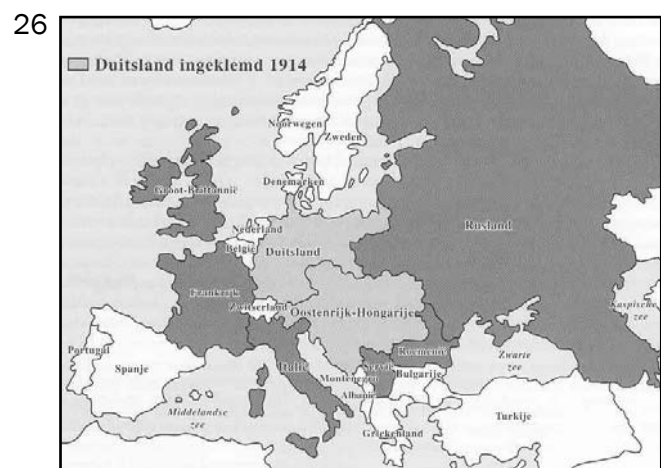 26
Duitsland ingeklemd 1914
Noorwegen
Zweden
Denemarken
Groot-Brittannië
Nederland
België
Duitsland
Rusland
Frankrijk
Zwitserland
Oostenrijk-Hongarije
Kaspische
zee
Roemenië
Servië
Italië
Zwarte
zee
Portugal
Spanje
Montenegro
Bulgarije
Albanië
Middelandse
zee
Griekenland
Turkije